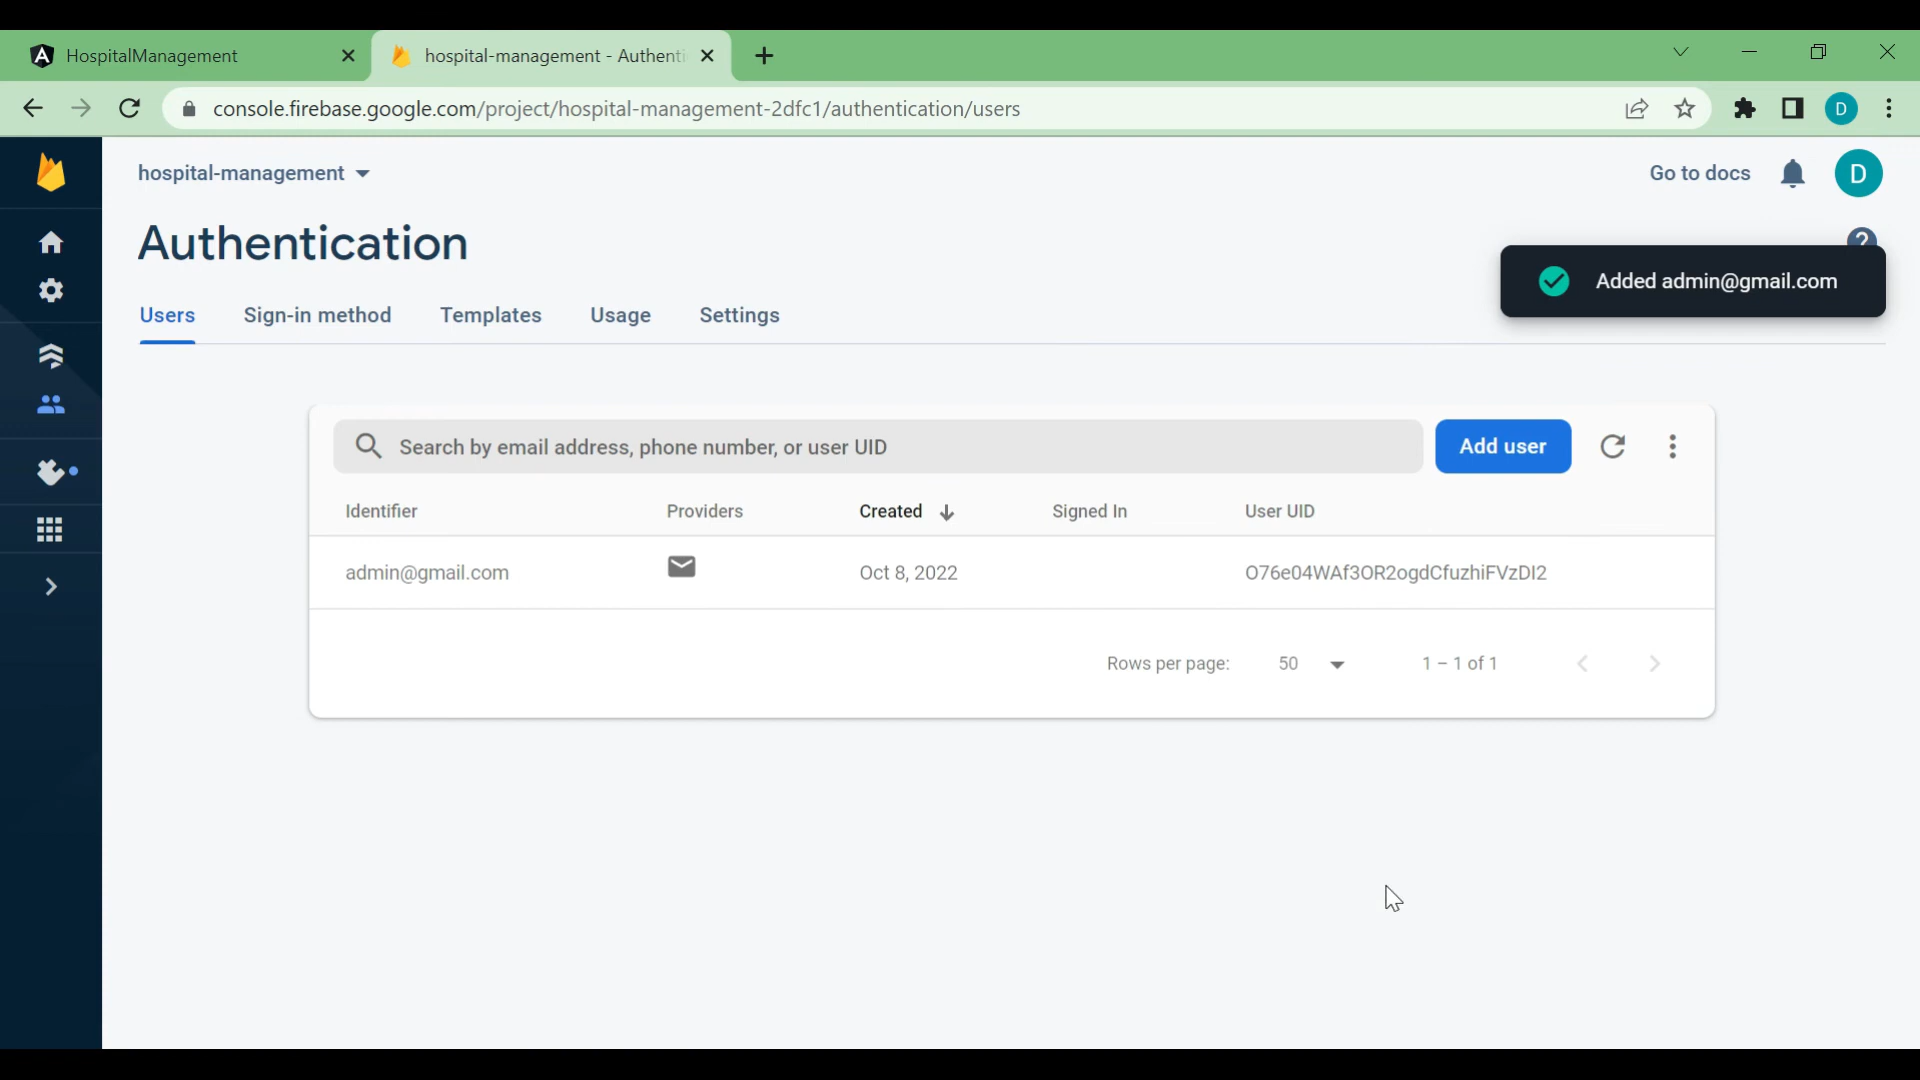 HospitalManagement
hospital-management - Authenti
console.firebase.google.com/project/hospital-management-2dfc1/authentication/users
D
hospital-management
Go to docs
D
Authentication
?
Added admin@gmail.com
Users Sign-in method Templates Usage Settings
Search by email address, phone number, or user UID
Add user
Identifier Providers Created Signed In User UID
admin@gmail.com Oct 8, 2022 O76e04WAf3OR2ogdCfuzhiFVzDI2
Rows per page: 50 1 – 1 of 1